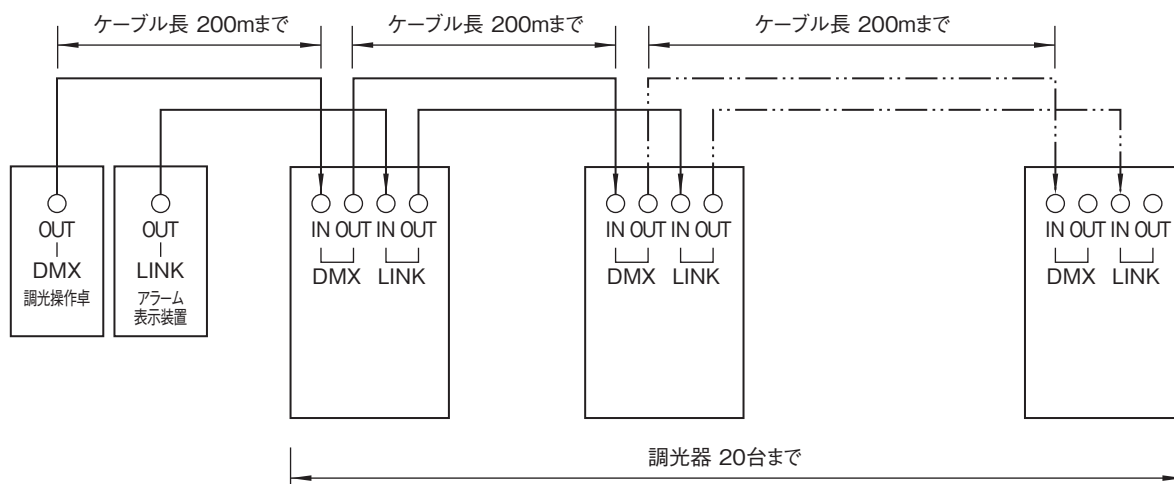 ケーブル長 200mまで
ケーブル長 200mまで
ケーブル長 200mまで
OUT
DMX
調光操作卓
OUT
LINK
アラーム
表示装置
IN OUT IN OUT
DMX LINK
IN OUT IN OUT
DMX LINK
IN OUT IN OUT
DMX LINK
調光器 20台まで